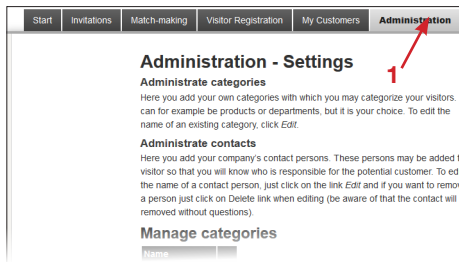 Start Invitations Match-making Visitor Registration My Customers Administration
1
Administration - Settings
Administrate categories
Here you add your own categories with which you may categorize your visitors.
can for example be products or departments, but it is your choice. To edit the
name of an existing category, click Edit.
Administrate contacts
Here you add your company's contact persons. These persons may be added
visitor so that you will know who is responsible for the potential customer. To
the name of a contact person, just click on the link Edit and if you want to
a person just click on Delete link when editing (be aware of that the contact will
removed without questions).
Manage categories
Name